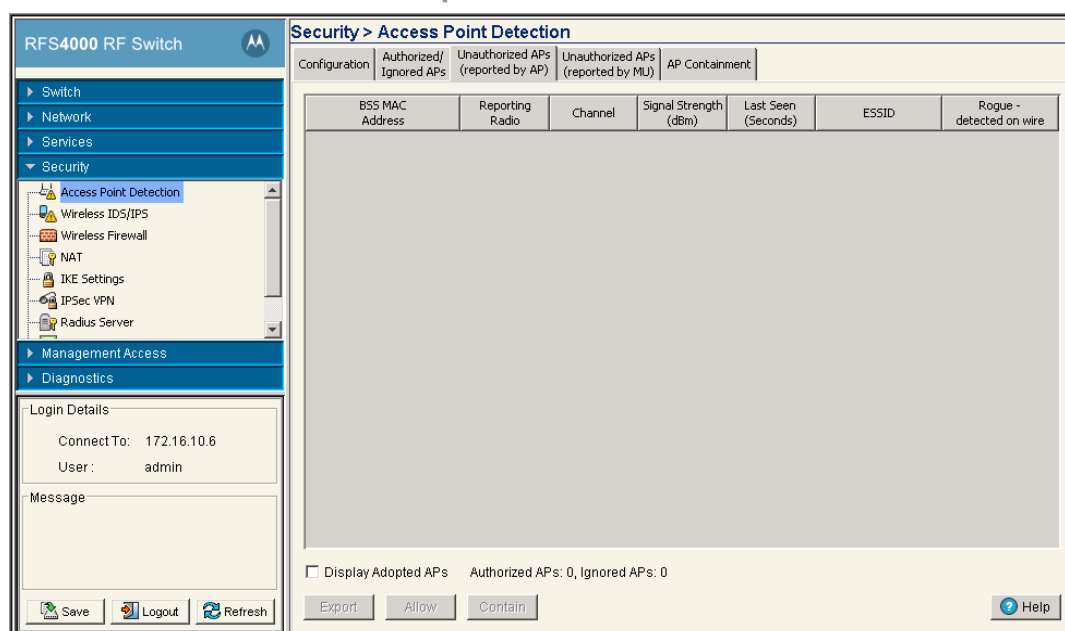 RFS4000 RF Switch
Switch
Network
Services
Security
Access Point Detection
Wireless IDS/IPS
Wireless Firewall
NAT
IKE Settings
IPSec VPN
Radius Server
Management Access
Diagnostics
Login Details
Connect To: 172.16.10.6
User : admin
Message
Save Logout Refresh
Security > Access Point Detection
Configuration
Authorized/
Ignored APs
Unauthorized APs
(reported by AP)
Unauthorized APs
(reported by MU)
AP Containment
BSS MAC
Address
Reporting
Radio
Channel
Signal Strength
(dBm)
Last Seen
(Seconds)
ESSID
Rogue -
detected on wire
Display Adopted APs Authorized APs: 0, Ignored APs: 0
Export Allow Contain Help